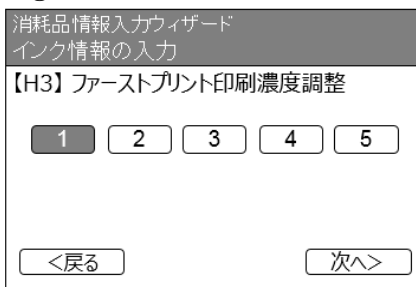 消耗品情報入力ウィザード
インク情報の入力
【H3】ファーストプリント印刷濃度調整
1 2 3 4 5
<戻る 次へ>